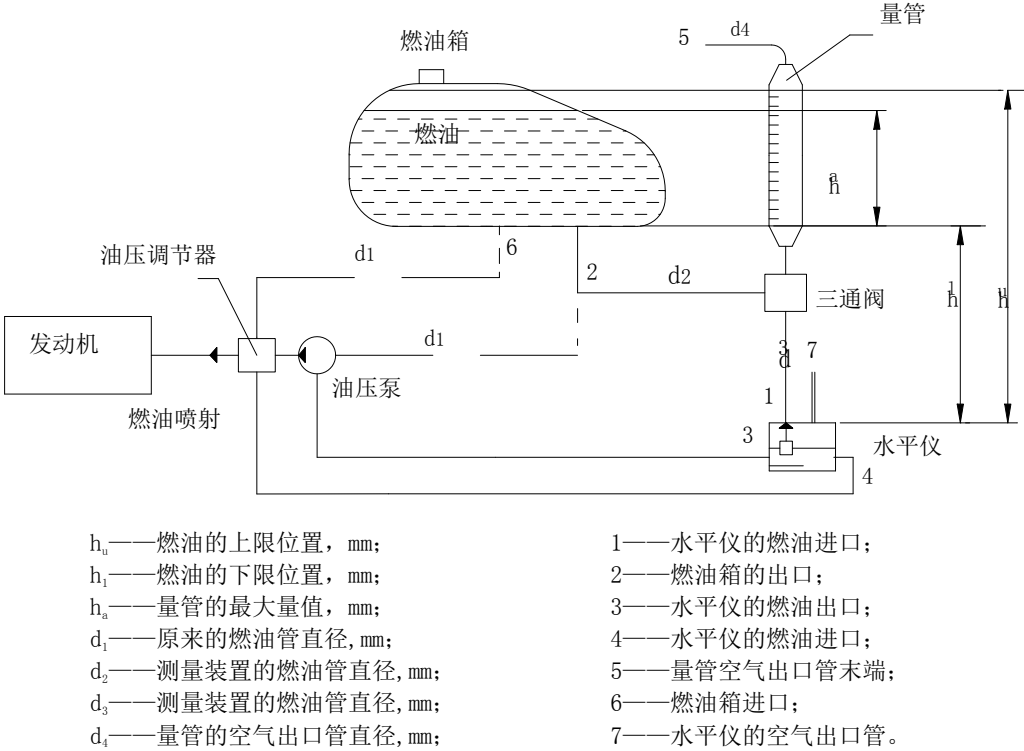 量管
5
d4
燃油箱
燃油
ha
油压调节器
d1
6
2
d2
三通阀
hl
hu
发动机
d1
油压泵
d3
7
1
燃油喷射
3
水平仪
4
hu——燃油的上限位置，mm；
hl——燃油的下限位置，mm；
ha——量管的最大量值，mm；
d1——原来的燃油管直径,mm；
d2——测量装置的燃油管直径,mm；
d3——测量装置的燃油管直径,mm；
d4——量管的空气出口管直径,mm；
1——水平仪的燃油进口；
2——燃油箱的出口；
3——水平仪的燃油出口；
4——水平仪的燃油进口；
5——量管空气出口管末端；
6——燃油箱进口；
7——水平仪的空气出口管。